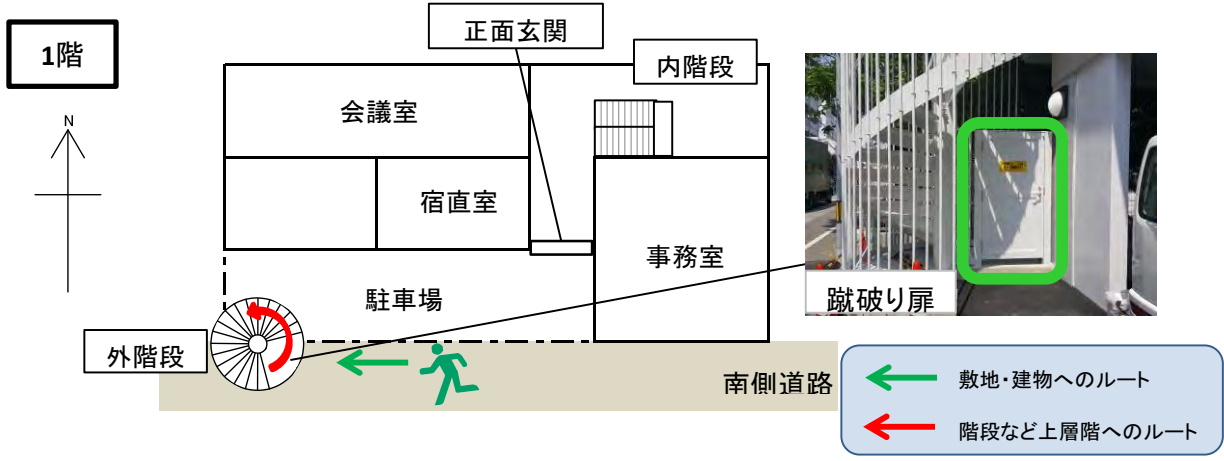 1階
正面玄関
内階段
会議室
N
宿直室
事務室
駐車場
蹴破り扉
外階段
南側道路
敷地・建物へのルート
階段など上層階へのルート